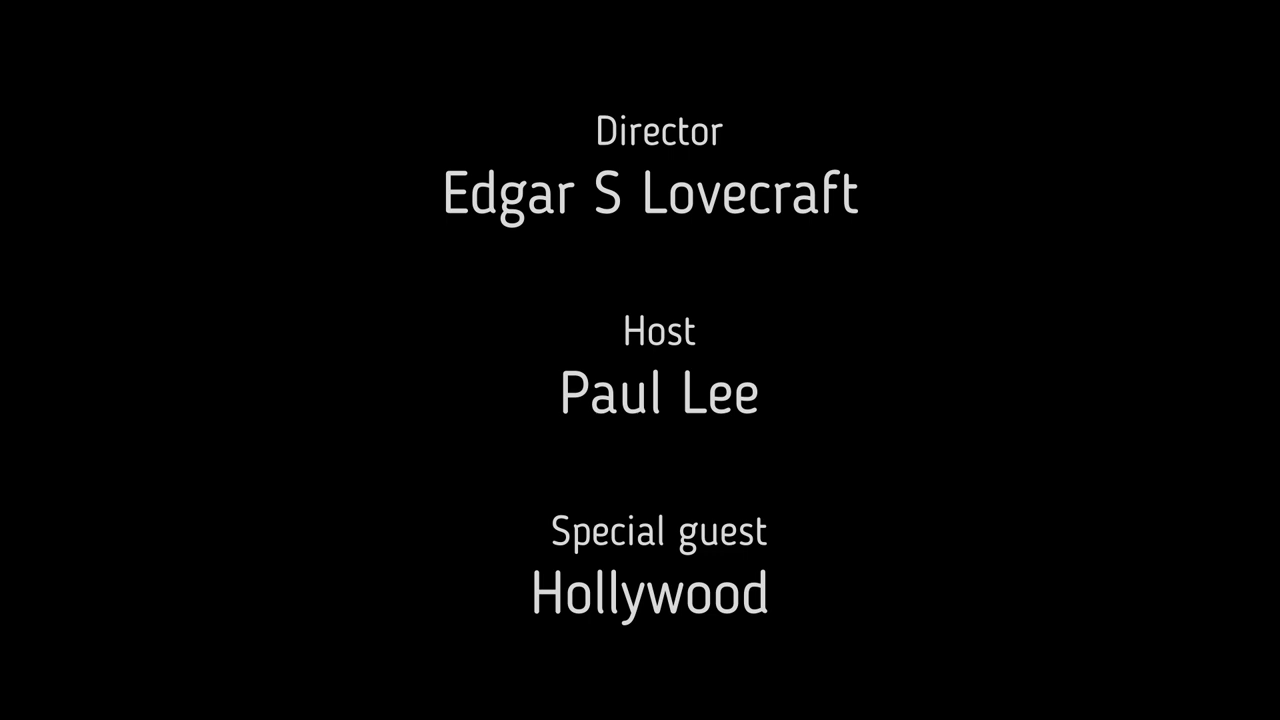 Director
Edgar S Lovecraft
Host
Paul Lee
Special guest
Hollywood